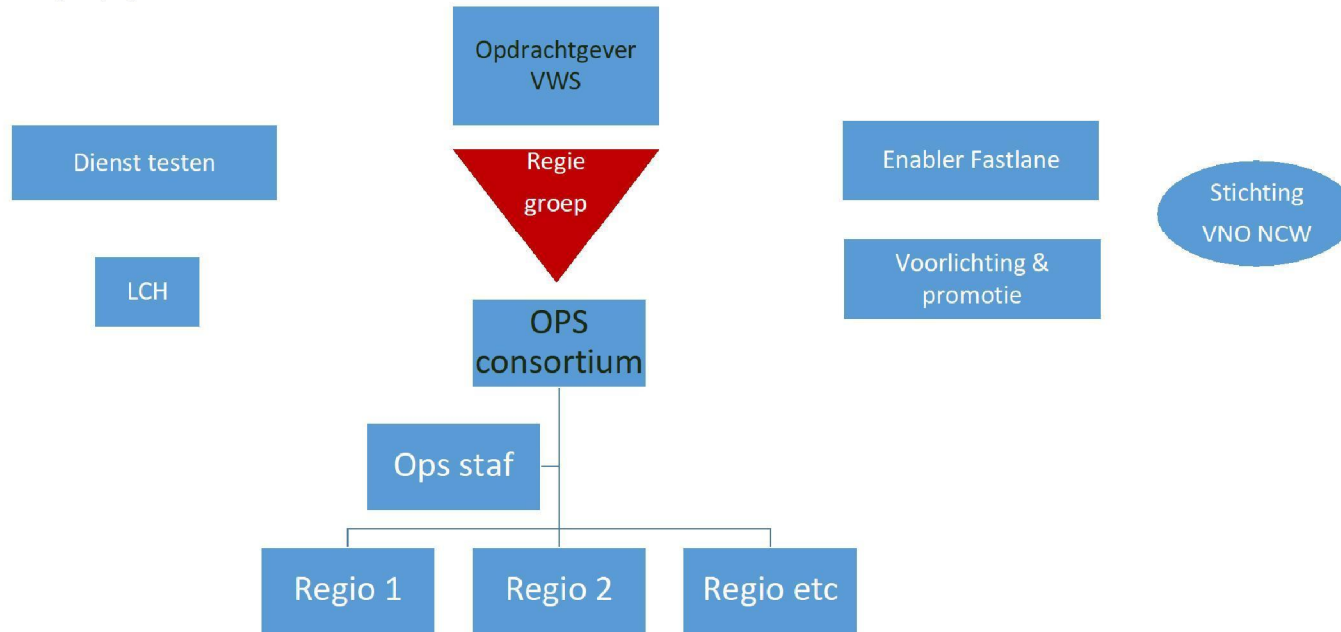 Opdrachtgever
VWS
Dienst testen
Regie
groep
Enabler Fastlane
Stichting
VNO NCW
LCH
Voorlichting &
promotie
OPS
consortium
Ops staf
Regio 1
Regio 2
Regio etc